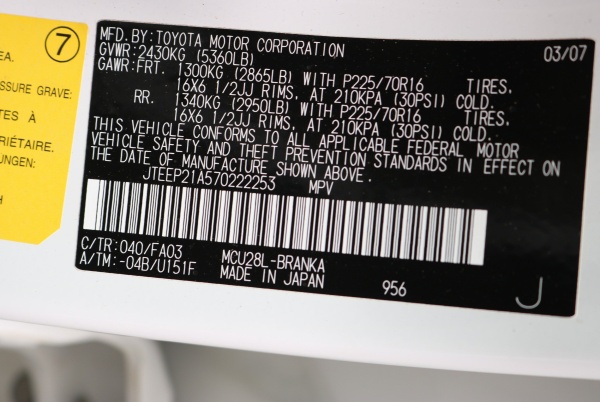 7
EA.
SSURE GRAVE:
TES À
PRIÉTAIRE.
UNGEN:
H
MFD.BY:TOYOTA MOTOR CORPORATION 03/07
GVWR:2430KG (5360LB)
GAWR:FRT. 1300KG (2865LB) WITH P225/70R16 TIRES.
16X6 1/2JJ RIMS, AT 210KPA (30PSI) COLD.
RR. 1340KG (2950LB) WITH P225/70R16 TIRES.
16X6 1/2JJ RIMS, AT 210KPA (30PSI) COLD.
THIS VEHICLE CONFORMS TO ALL APPLICABLE FEDERAL MOTOR
VEHICLE SAFETY AND THEFT PREVENTION STANDARDS IN EFFECT ON
THE DATE OF MANUFACTURE SHOWN ABOVE.
JTEEP21A570222253 MPV
C/TR:040/FA03 MCU28L-BRANKA
A/TM:-04B/U151F MADE IN JAPAN 956 J